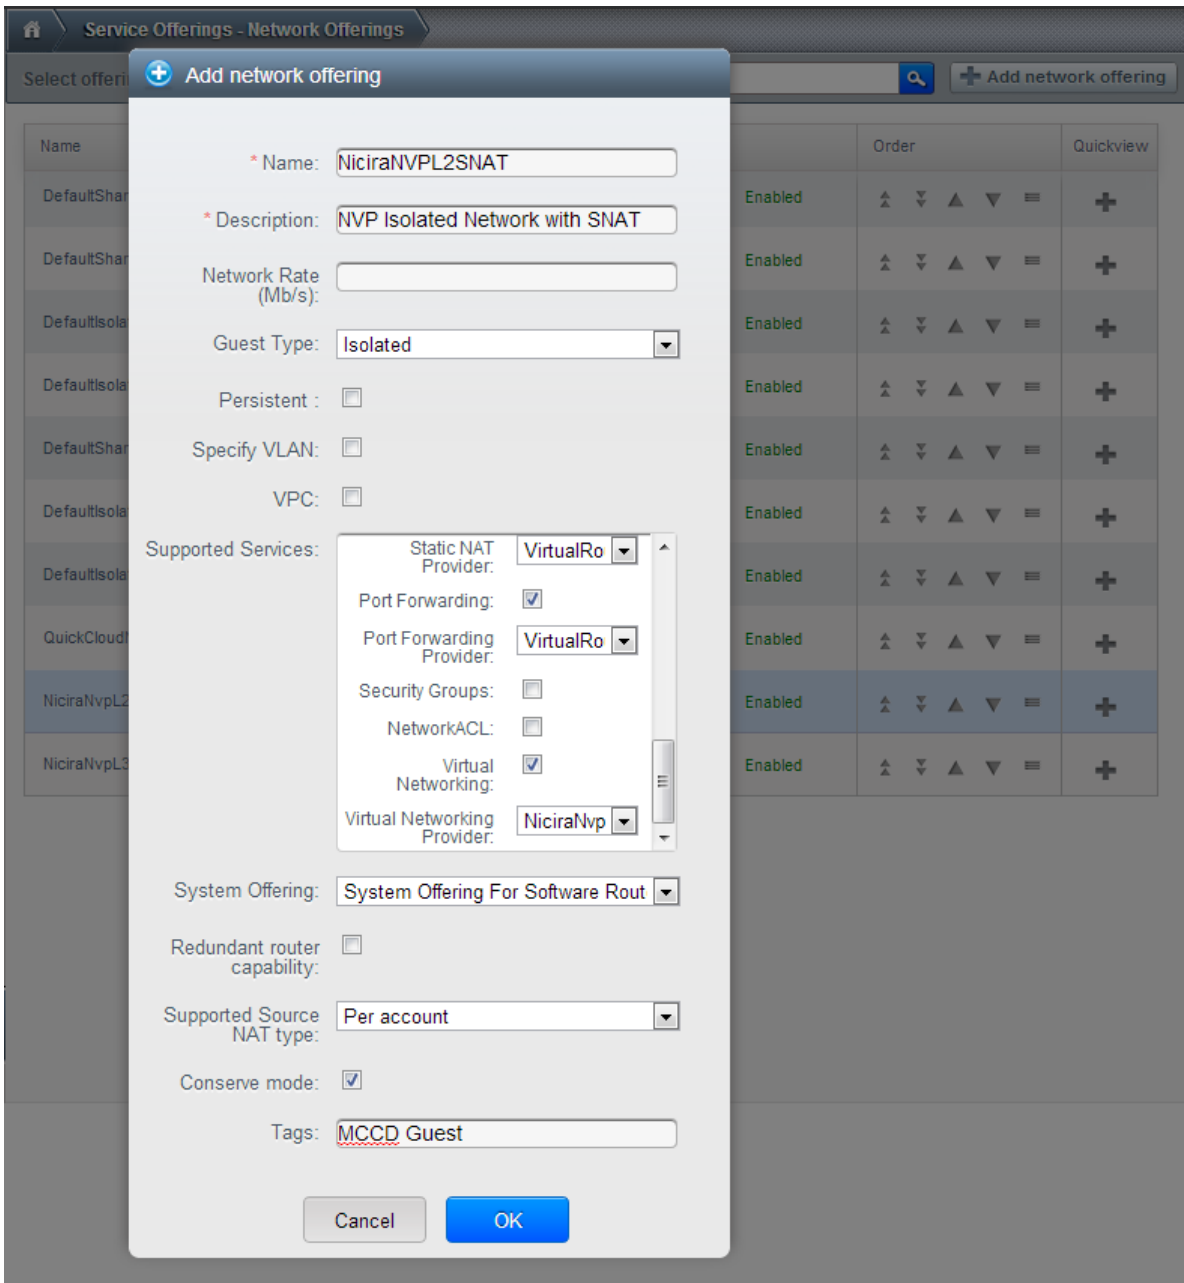 Service Offerings - Network Offerings
Select offeri
Add network offering
Add network offering
Name
Order
Quickview
* Name: NiciraNVPL2SNAT
* Description: NVP Isolated Network with SNAT
Network Rate
(Mb/s):
Guest Type: Isolated
Persistent :
Specify VLAN:
VPC:
Supported Services:
Static NAT
Provider:
VirtualRo
Port Forwarding:
Port Forwarding
Provider:
VirtualRo
Security Groups:
NetworkACL:
Virtual
Networking:
Virtual Networking
Provider:
NiciraNvp
System Offering: System Offering For Software Rout
Redundant router
capability:
Supported Source
NAT type:
Per account
Conserve mode:
Tags: MCCD Guest
Cancel
OK
DefaultShar
Enabled
DefaultShar
Enabled
DefaultIsola
Enabled
DefaultIsola
Enabled
DefaultShar
Enabled
DefaultIsola
Enabled
DefaultIsola
Enabled
QuickCloudN
Enabled
NiciraNvpL2
Enabled
NiciraNvpL3
Enabled